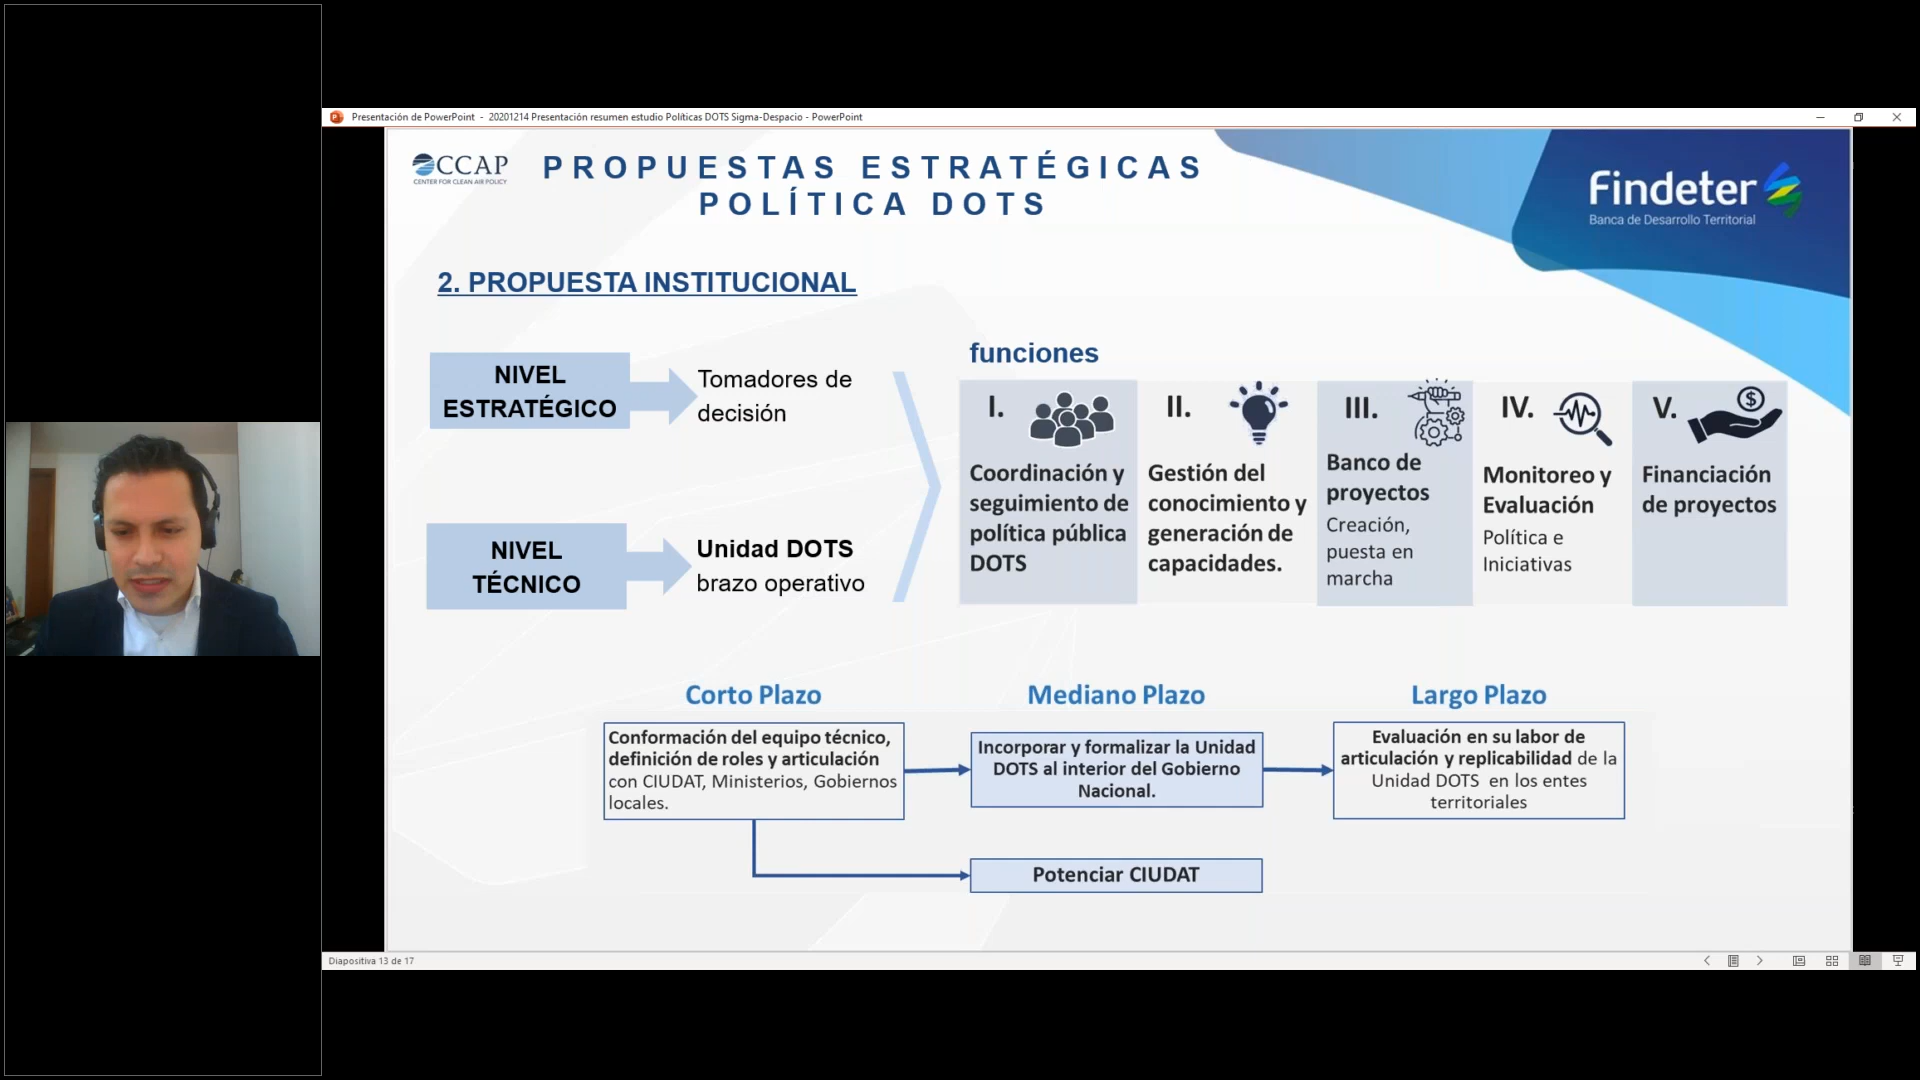 Presentación de PowerPoint - 20201214 Presentación resumen estudio Políticas DOTS Sigma-Despacio - PowerPoint
CCAP
CENTER FOR CLEAN AIR POLICY
PROPUESTAS ESTRATÉGICAS
POLÍTICA DOTS
Findeter
Banca de Desarrollo Territorial
2. PROPUESTA INSTITUCIONAL
NIVEL
ESTRATÉGICO
Tomadores de
decisión
NIVEL
TÉCNICO
Unidad DOTS
brazo operativo
funciones
I.
Coordinación y
seguimiento de
política pública
DOTS
II.
Gestión del
conocimiento y
generación de
capacidades.
III.
Banco de
proyectos
Creación,
puesta en
marcha
IV.
Monitoreo y
Evaluación
Política e
Iniciativas
V.
$
Financiación
de proyectos
Corto Plazo
Conformación del equipo técnico,
definición de roles y articulación
con CIUDAT, Ministerios, Gobiernos
locales.
Mediano Plazo
Incorporar y formalizar la Unidad
DOTS al interior del Gobierno
Nacional.
Potenciar CIUDAT
Largo Plazo
Evaluación en su labor de
articulación y replicabilidad de la
Unidad DOTS en los entes
territoriales
Diapositiva 13 de 17